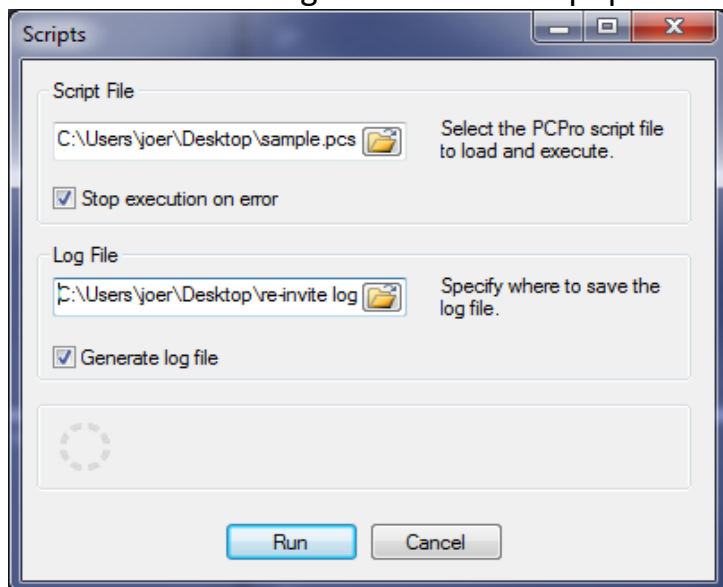 Scripts
Script File
C:\Users\joer\Desktop\sample.pcs
Select the PCPro script file
to load and execute.
Stop execution on error
Log File
C:\Users\joer\Desktop\re-invite log
Specify where to save the
log file.
Generate log file
Run Cancel